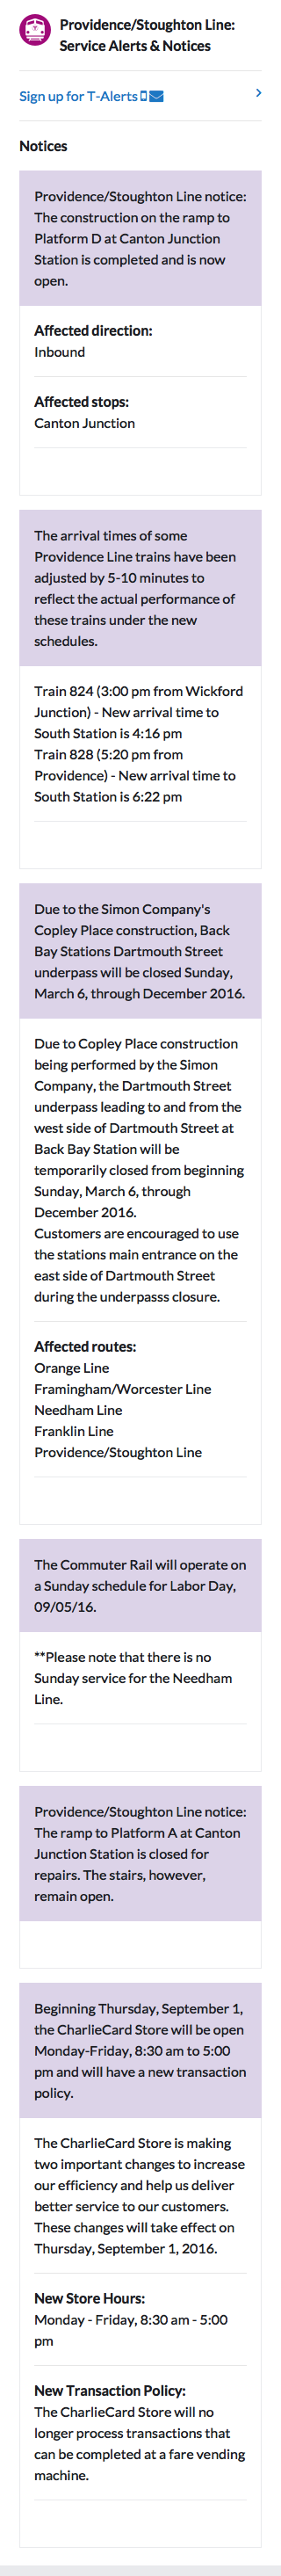 Providence/Stoughton Line:
Service Alerts & Notices
Sign up for T-Alerts
Notices
Providence/Stoughton Line notice:
The construction on the ramp to
Platform D at Canton Junction
Station is completed and is now
open.
Affected direction:
Inbound
Affected stops:
Canton Junction
The arrival times of some
Providence Line trains have been
adjusted by 5-10 minutes to
reflect the actual performance of
these trains under the new
schedules.
Train 824 (3:00 pm from Wickford
Junction) - New arrival time to
South Station is 4:16 pm
Train 828 (5:20 pm from
Providence) - New arrival time to
South Station is 6:22 pm
Due to the Simon Company's
Copley Place construction, Back
Bay Stations Dartmouth Street
underpass will be closed Sunday,
March 6, through December 2016.
Due to Copley Place construction
being performed by the Simon
Company, the Dartmouth Street
underpass leading to and from the
west side of Dartmouth Street at
Back Bay Station will be
temporarily closed from beginning
Sunday, March 6, through
December 2016.
Customers are encouraged to use
the stations main entrance on the
east side of Dartmouth Street
during the underpasss closure.
Affected routes:
Orange Line
Framingham/Worcester Line
Needham Line
Franklin Line
Providence/Stoughton Line
The Commuter Rail will operate on
a Sunday schedule for Labor Day,
09/05/16.
**Please note that there is no
Sunday service for the Needham
Line.
Providence/Stoughton Line notice:
The ramp to Platform A at Canton
Junction Station is closed for
repairs. The stairs, however,
remain open.
Beginning Thursday, September 1,
the CharlieCard Store will be open
Monday-Friday, 8:30 am to 5:00
pm and will have a new transaction
policy.
The CharlieCard Store is making
two important changes to increase
our efficiency and help us deliver
better service to our customers.
These changes will take effect on
Thursday, September 1, 2016.
New Store Hours:
Monday - Friday, 8:30 am - 5:00
pm
New Transaction Policy:
The CharlieCard Store will no
longer process transactions that
can be completed at a fare vending
machine.